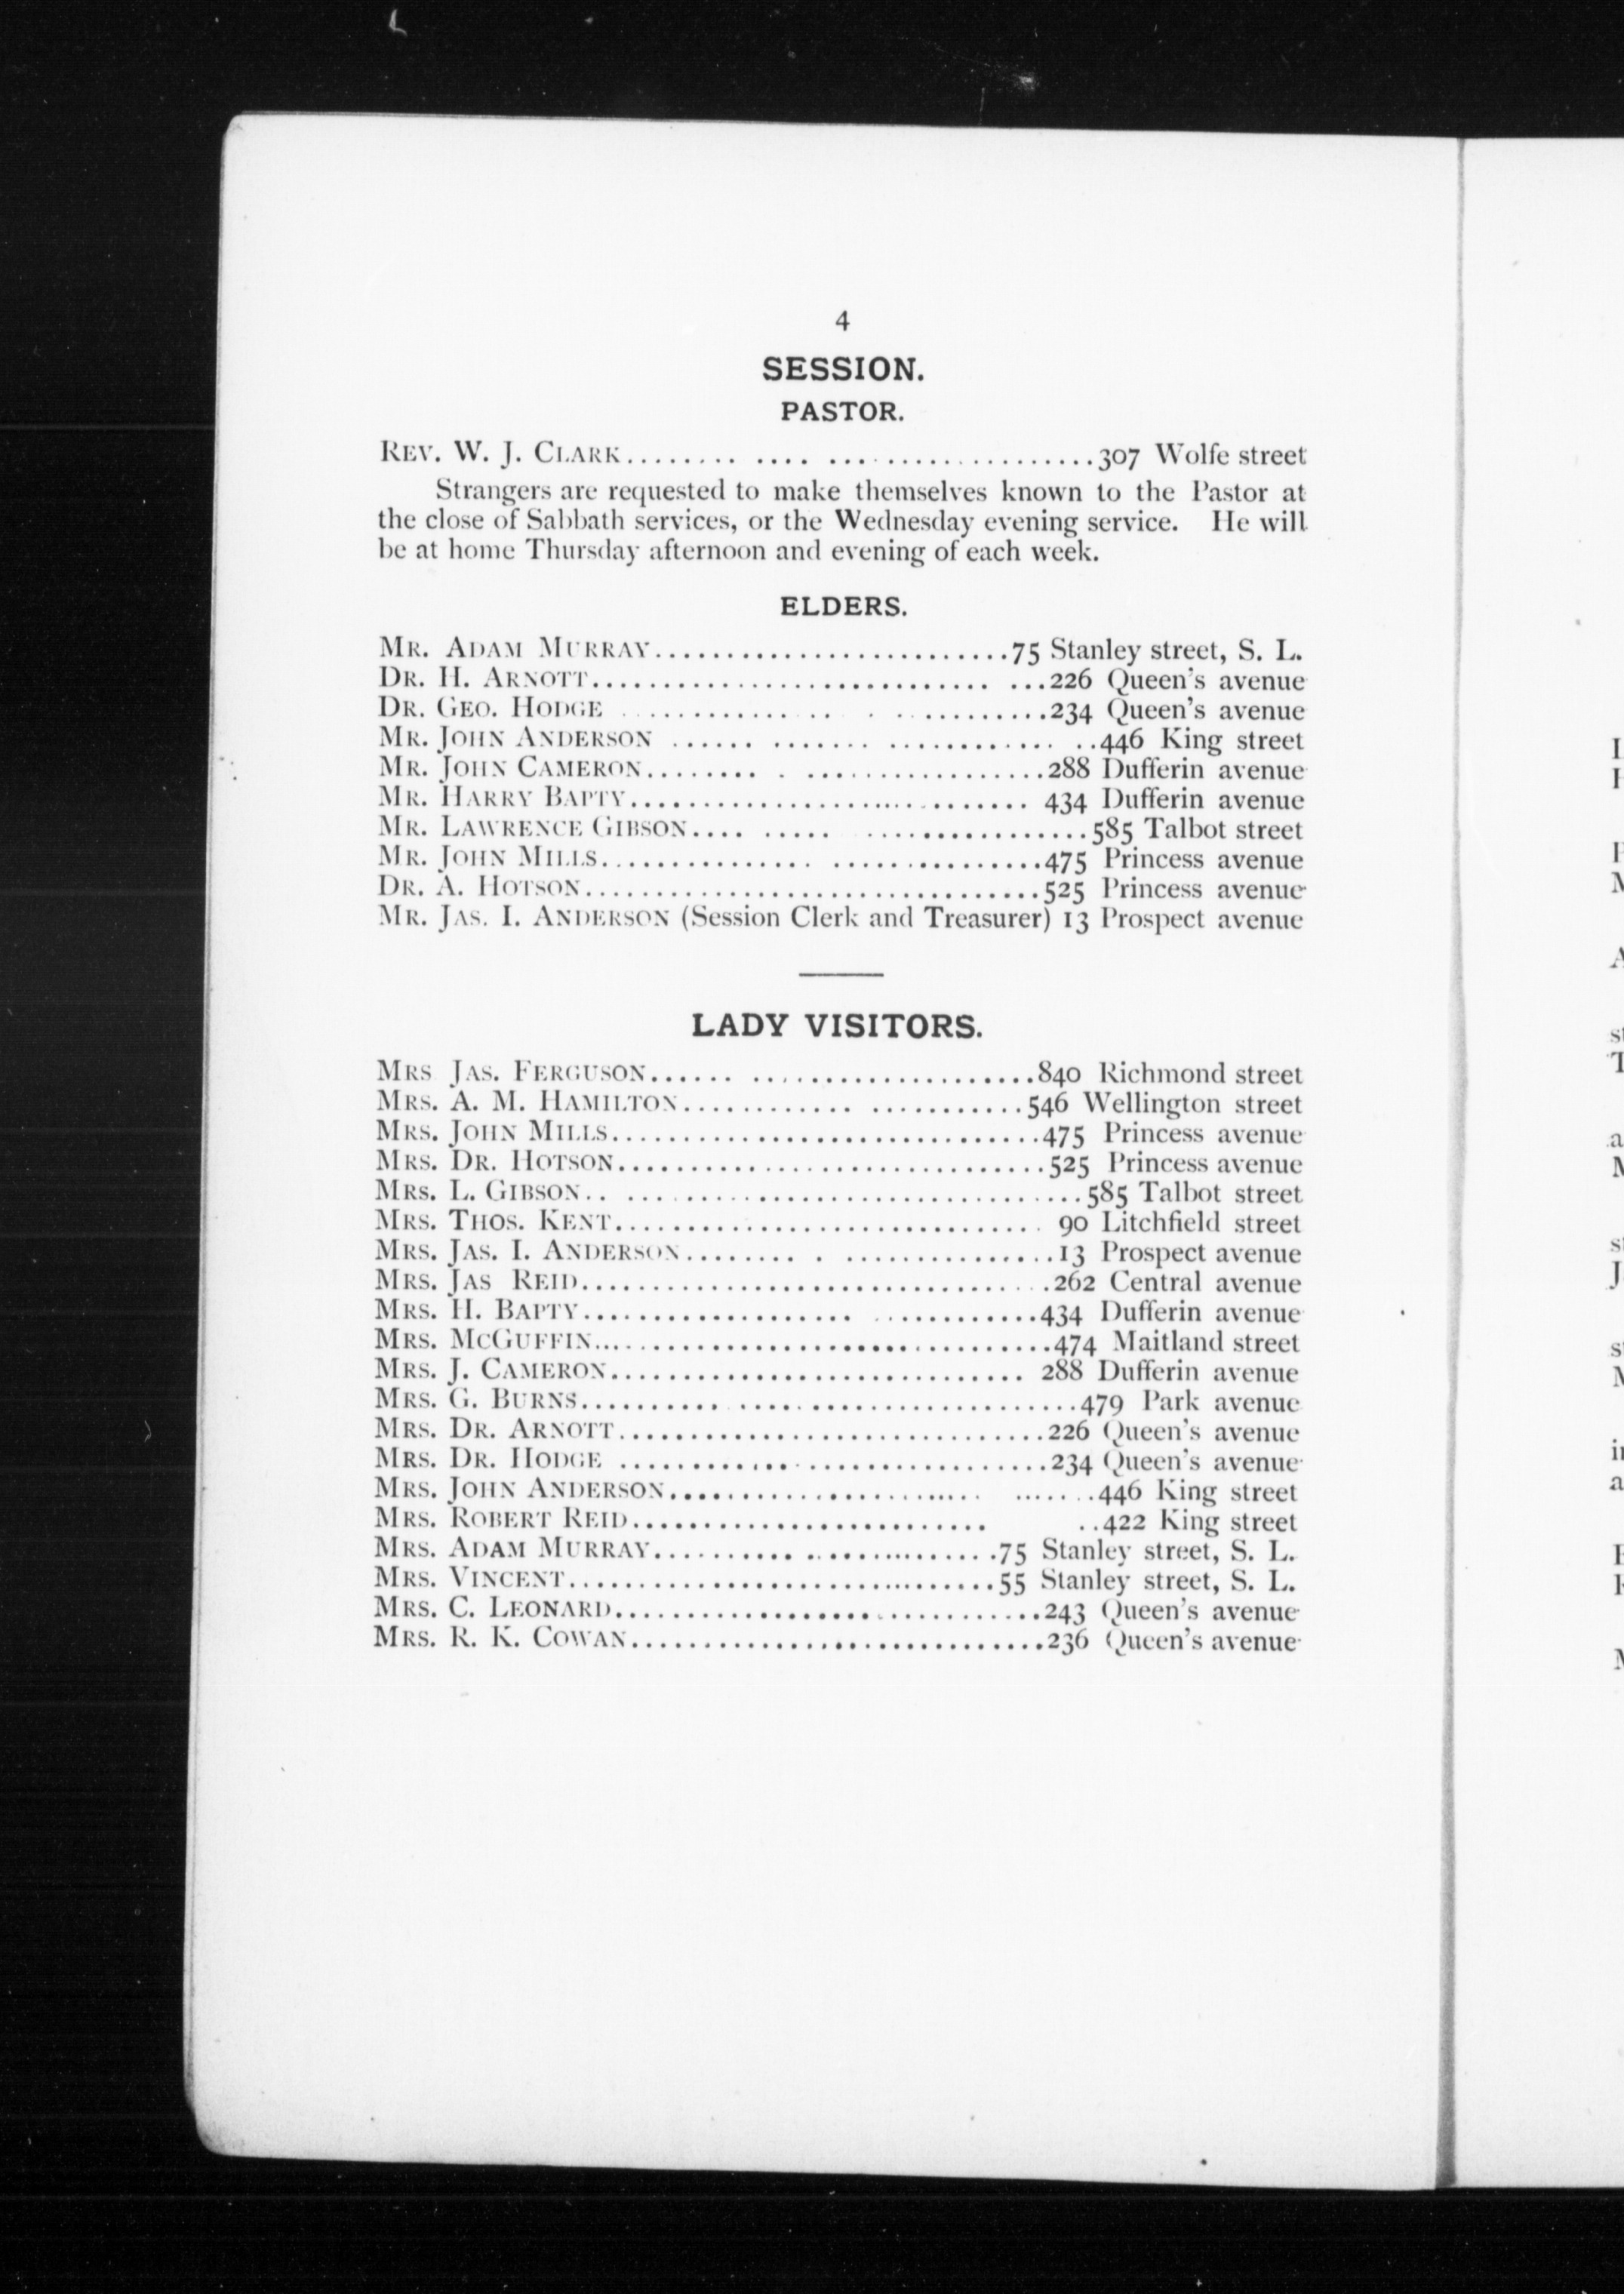 4
SESSION.
PASTOR.
REV. W. J. CLARK........ .... ... ..................307 Wolfe street
Strangers are requested to make themselves known to the Pastor at
the close of Sabbath services, or the Wednesday evening service. He will
be at home Thursday afternoon and evening of each week.
ELDERS.
MR. ADAM MURRAY.........................75 Stanley street, S. L.
DR. H. ARNOTT............................ ...226 Queen's avenue
DR. GEO. HODGE ............... .. . ...........234 Queen's avenue
MR. JOHN ANDERSON ...... ....... ............ ..446 King street
MR. JOHN CAMERON........ . .................288 Dufferin avenue
MR. HARRY BAPTY............................ 434 Dufferin avenue
MR. LAWRENCE GIBSON.... ..... ................585 Talbot street
MR. JOHN MILLS............... ...............475 Princess avenue
DR. A. HOTSON................................525 Princess avenue
MR. JAS. I. ANDERSON (Session Clerk and Treasurer) 13 Prospect avenue
LADY VISITORS.
MRS JAS. FERGUSON...... ....................840 Richmond street
MRS. A. M. HAMILTON............ ...........546 Wellington street
MRS. JOHN MILLS..............................475 Princess avenue
MRS. DR. HOTSON..............................525 Princess avenue
MRS. L. GIBSON.. ................................585 Talbot street
MRS. THOS. KENT.............................. 90 Litchfield street
MRS. JAS. I. ANDERSON........ . ...............13 Prospect avenue
MRS. JAS REID.................................262 Central avenue
MRS. H. BAPTY................... ............434 Dufferin avenue
MRS. MCGUFFIN................................474 Maitland street
MRS. J. CAMERON............................. 288 Dufferin avenue
MRS. G. BURNS.......... ........................479 Park avenue
MRS. DR. ARNOTT..............................226 Queen's avenue
MRS. DR. HODGE ..............................234 Queen's avenue
MRS. JOHN ANDERSON...................... .......446 King street
MRS. ROBERT REID......................... ..422 King street
MRS. ADAM MURRAY.........................75 Stanley street, S. L.
MRS. VINCENT..............................55 Stanley street, S. L.
MRS. C. LEONARD..............................243 Queen's avenue
MRS. R. K. COWAN.............................236 Queen's avenue